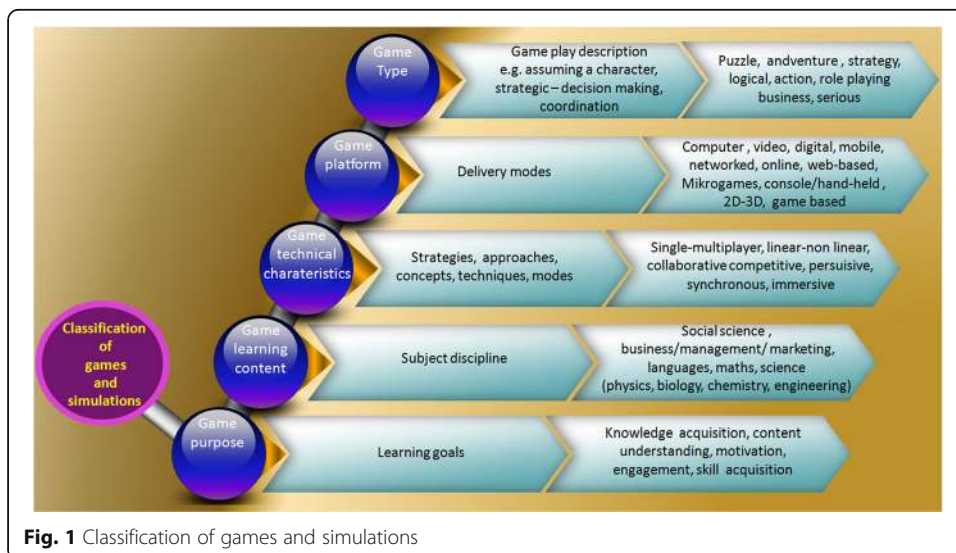 Game
Type
Game play description
e.g. assuming a character,
strategic – decision making,
coordination
Puzzle, andventure , strategy,
logical, action, role playing
business, serious
Game
platform
Delivery modes
Computer , video, digital, mobile,
networked, online, web-based,
Mikrogames, console/hand-held ,
2D-3D, game based
Game
technical
charateristics
Strategies, approaches,
concepts, techniques, modes
Single-multiplayer, linear-non linear,
collaborative competitive, persuisive,
synchronous, immersive
Classification
of
games
and
simulations
Game
learning
content
Subject discipline
Social science ,
business/management/ marketing,
languages, maths, science
(physics, biology, chemistry, engineering)
Game
purpose
Learning goals
Knowledge acquisition, content
understanding, motivation,
engagement, skill acquisition
Fig. 1 Classification of games and simulations